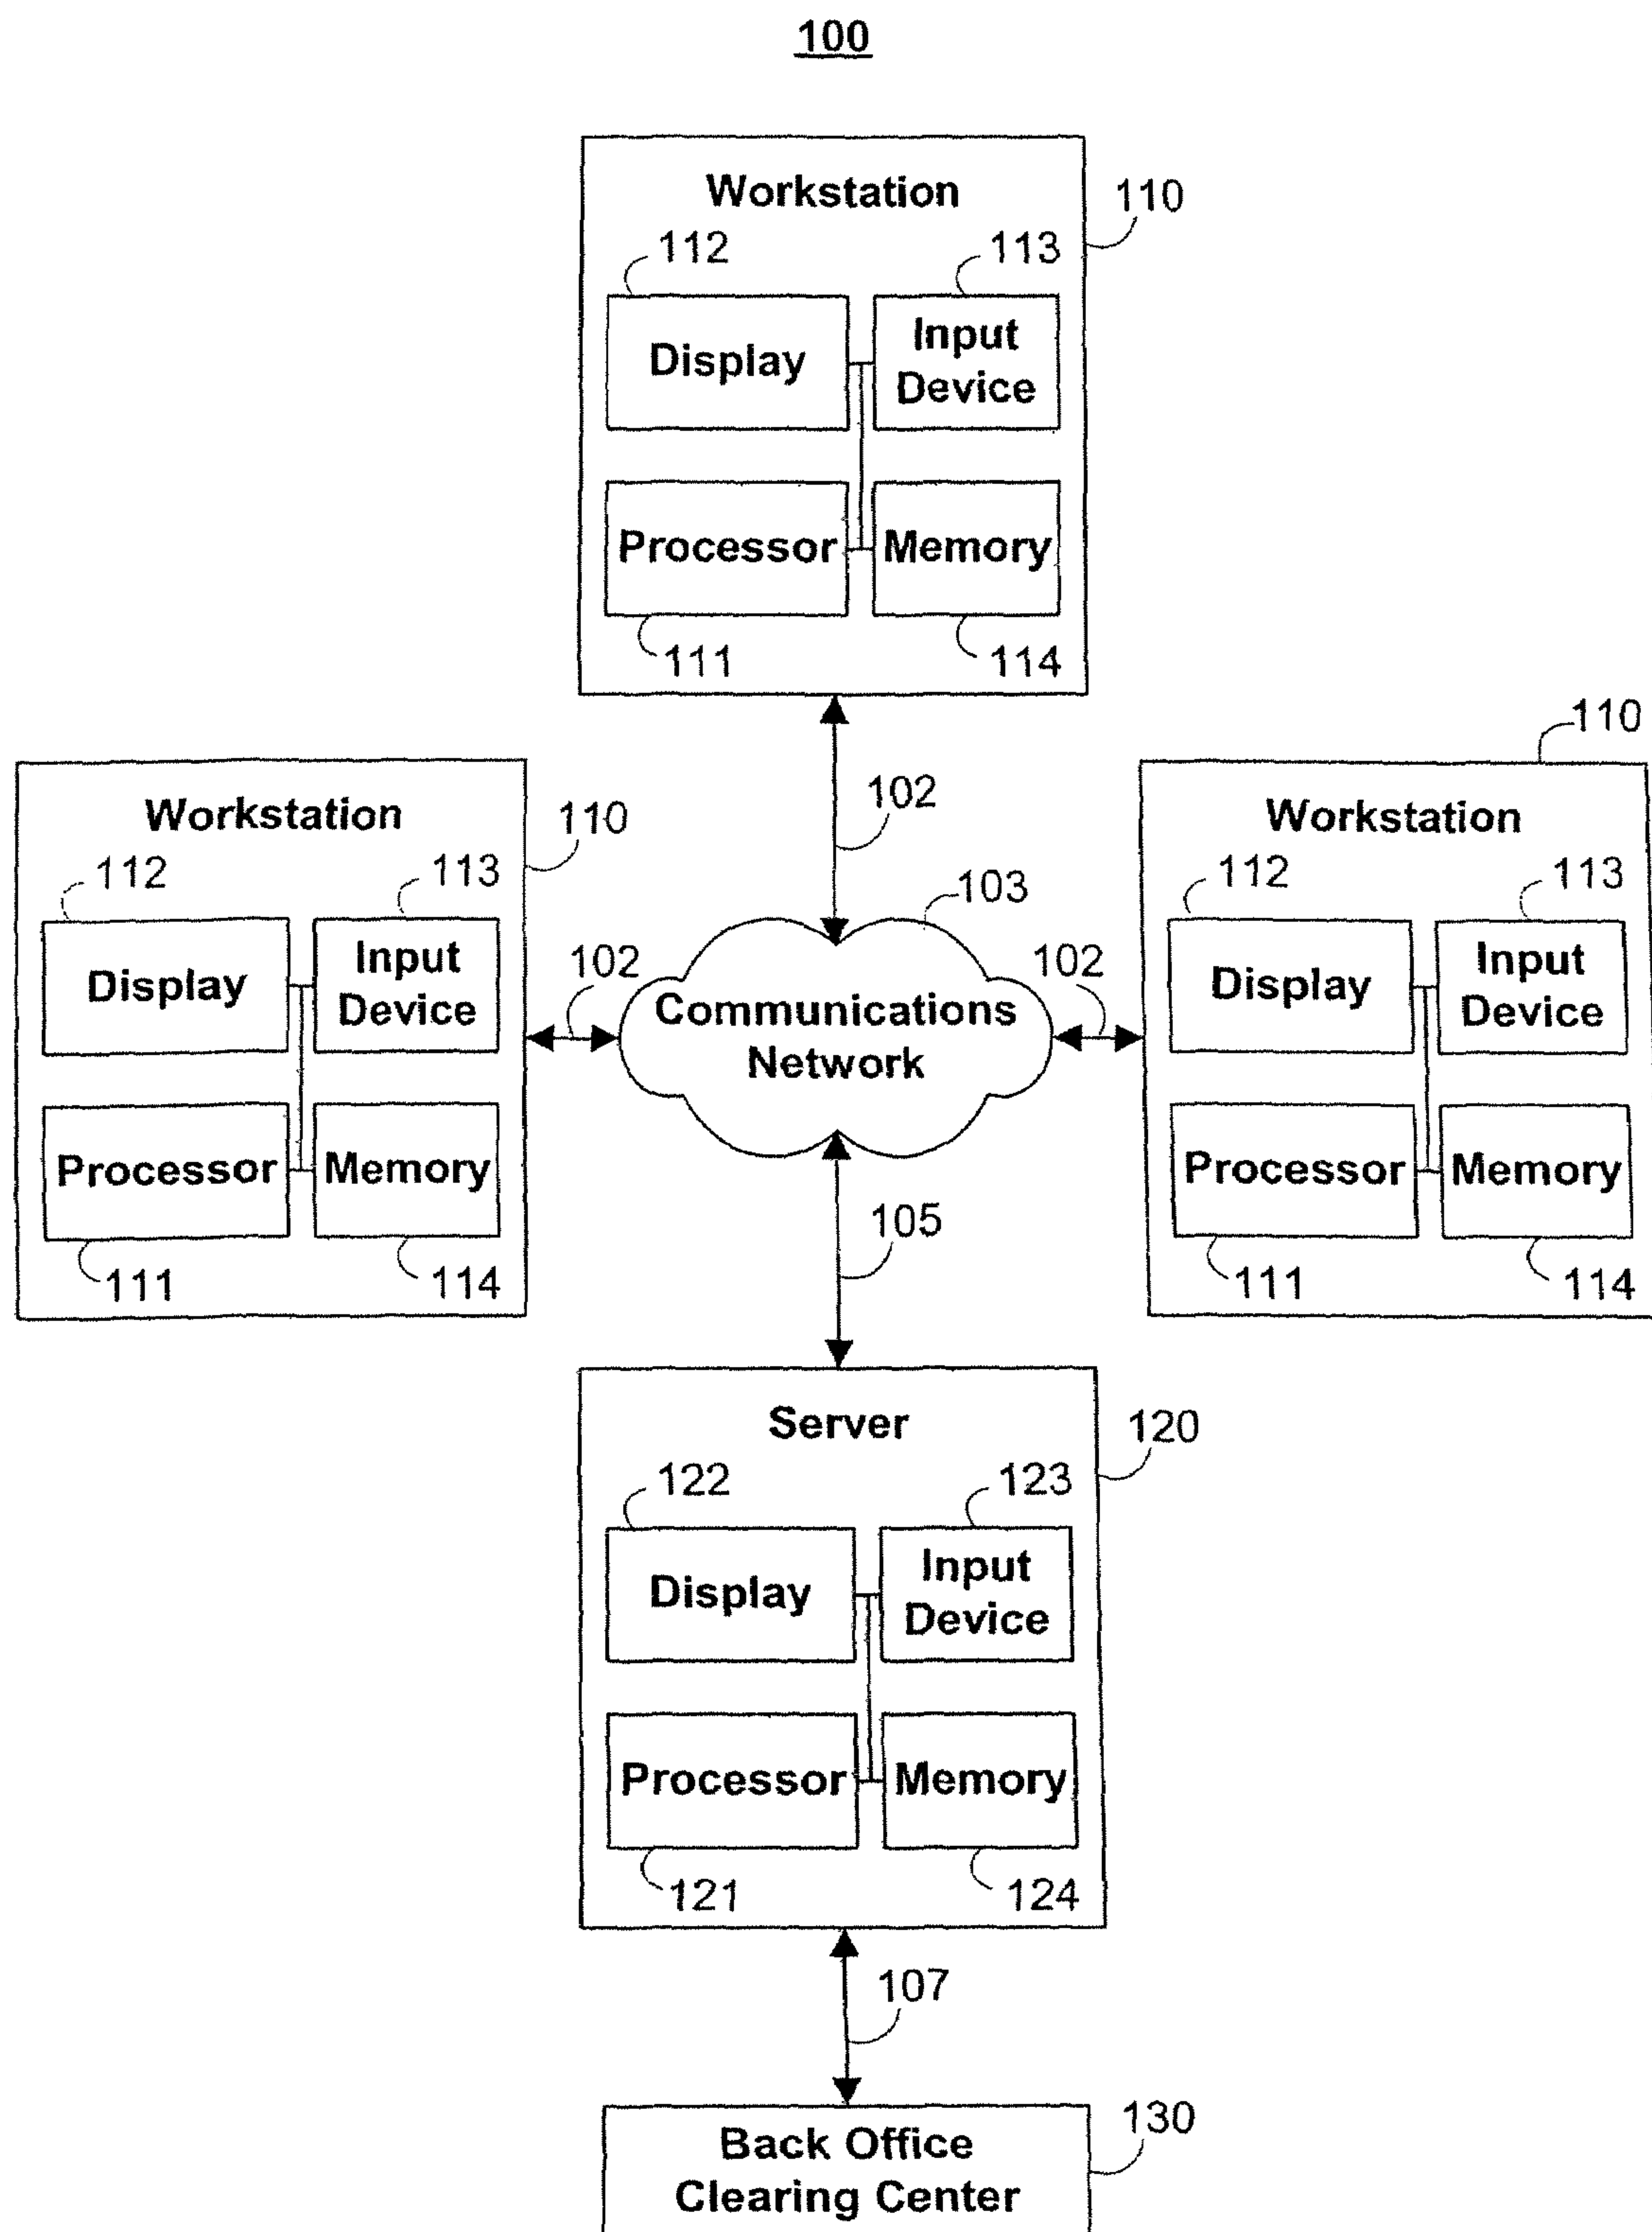 100
Workstation
110
112
113
Display
Input
Device
Processor
Memory
111
114
102
Workstation
110
112
113
Display
Input
Device
Processor
Memory
111
114
102
103
Communications
Network
102
110
Workstation
112
113
Display
Input
Device
Processor
Memory
111
114
105
Server
120
122
123
Display
Input
Device
Processor
Memory
121
124
107
Back Office
Clearing Center
130